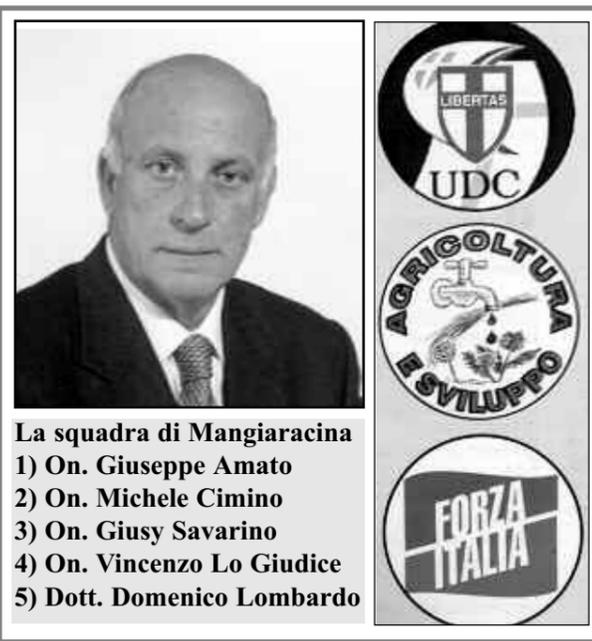 La squadra di Mangiaracina
1) On. Giuseppe Amato
2) On. Michele Cimino
3) On. Giusy Savarino
4) On. Vincenzo Lo Giudice
5) Dott. Domenico Lombardo
LIBERTAS
UDC
AGRICOLTURA
E SVILUPPO
FORZA
ITALIA